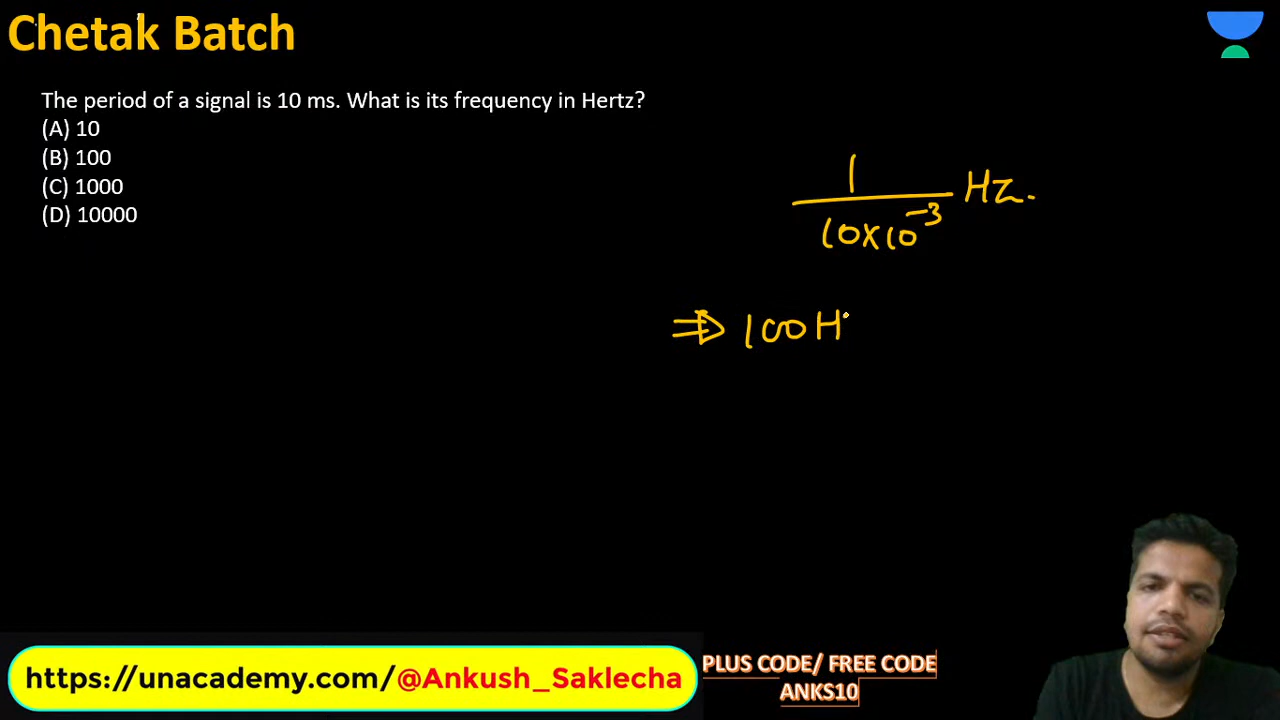 Chetak Batch
The period of a signal is 10 ms. What is its frequency in Hertz?
(A) 10
(B) 100
(C) 1000
(D) 10000
1
10x10^-3 Hz.
⇒ 100 H
https://unacademy.com/@Ankush_Saklecha
PLUS CODE/ FREE CODE
ANKS10